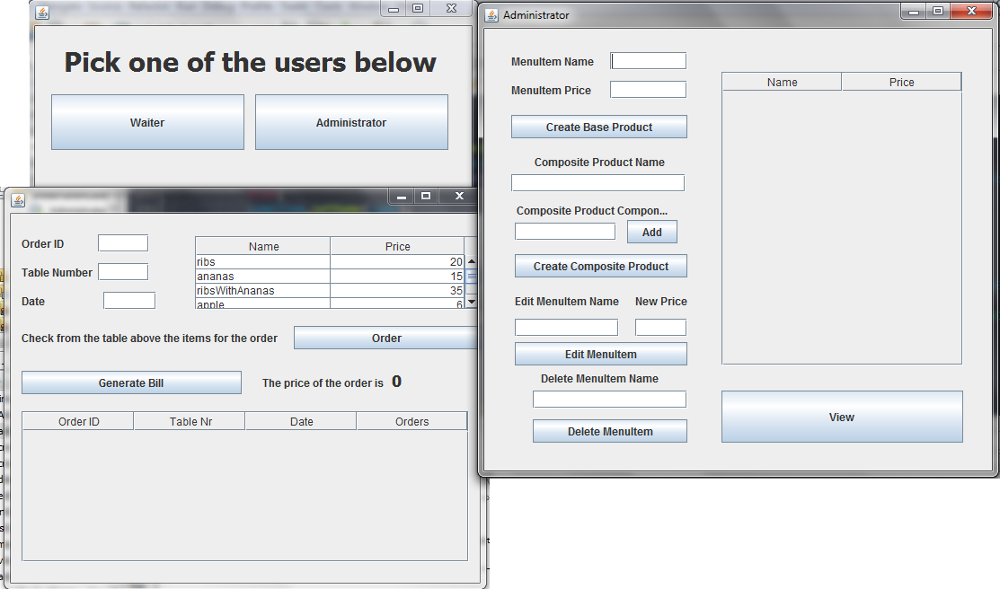 Pick one of the users below
Waiter
Administrator
Order ID
Table Number
Date
Name Price
ribs 20
ananas 15
ribsWithAnanas 35
apple 6
Check from the table above the items for the order
Order
Generate Bill
The price of the order is 0
Order ID Table Nr Date Orders
Administrator
MenuItem Name
MenuItem Price
Create Base Product
Composite Product Name
Composite Product Compon...
Add
Create Composite Product
Edit MenuItem Name New Price
Edit MenuItem
Delete MenuItem Name
Delete MenuItem
Name Price
View